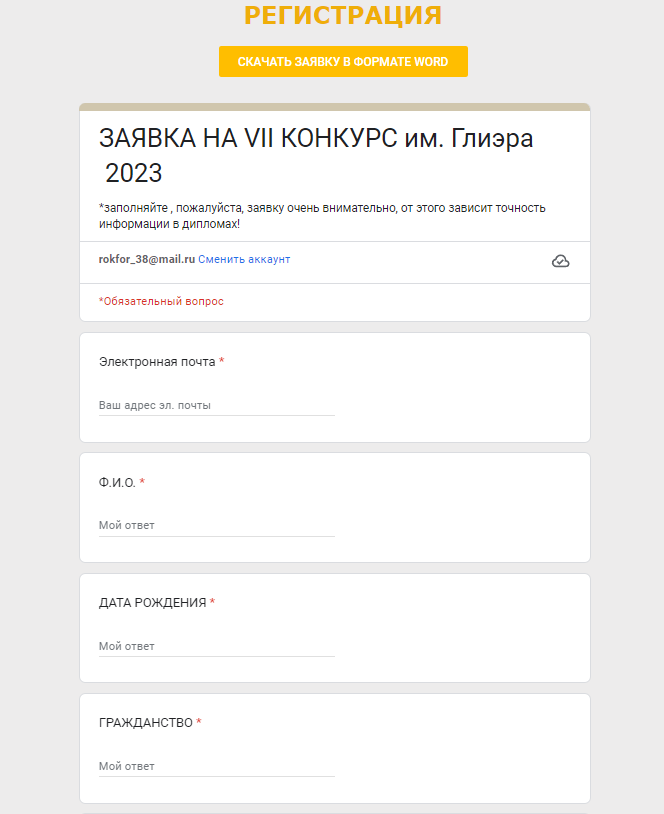 РЕГИСТРАЦИЯ
СКАЧАТЬ ЗАЯВКУ В ФОРМАТЕ WORD
ЗАЯВКА НА VII КОНКУРС им. Глиэра
2023
*заполняйте , пожалуйста, заявку очень внимательно, от этого зависит точность
информации в дипломах!
rokfor_38@mail.ru Сменить аккаунт
*Обязательный вопрос
Электронная почта *
Ваш адрес эл. почты
Ф.И.О. *
Мой ответ
ДАТА РОЖДЕНИЯ *
Мой ответ
ГРАЖДАНСТВО *
Мой ответ